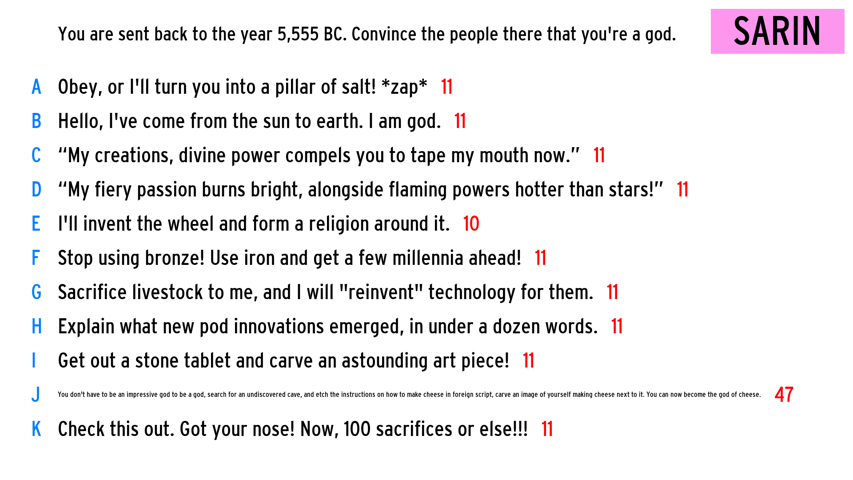 You are sent back to the year 5,555 BC. Convince the people there that you're a god.
SARIN
A Obey, or I'll turn you into a pillar of salt! *zap* 11
B Hello, I've come from the sun to earth. I am god. 11
C “My creations, divine power compels you to tape my mouth now.” 11
D “My fiery passion burns bright, alongside flaming powers hotter than stars!” 11
E I'll invent the wheel and form a religion around it. 10
F Stop using bronze! Use iron and get a few millennia ahead! 11
G Sacrifice livestock to me, and I will "reinvent" technology for them. 11
H Explain what new pod innovations emerged, in under a dozen words. 11
I Get out a stone tablet and carve an astounding art piece! 11
J You don't have to be an impressive god to be a god, search for an undiscovered cave, and etch the instructions on how to make cheese in foreign script, carve an image of yourself making cheese next to it. You can now become the god of cheese. 47
K Check this out. Got your nose! Now, 100 sacrifices or else!!! 11